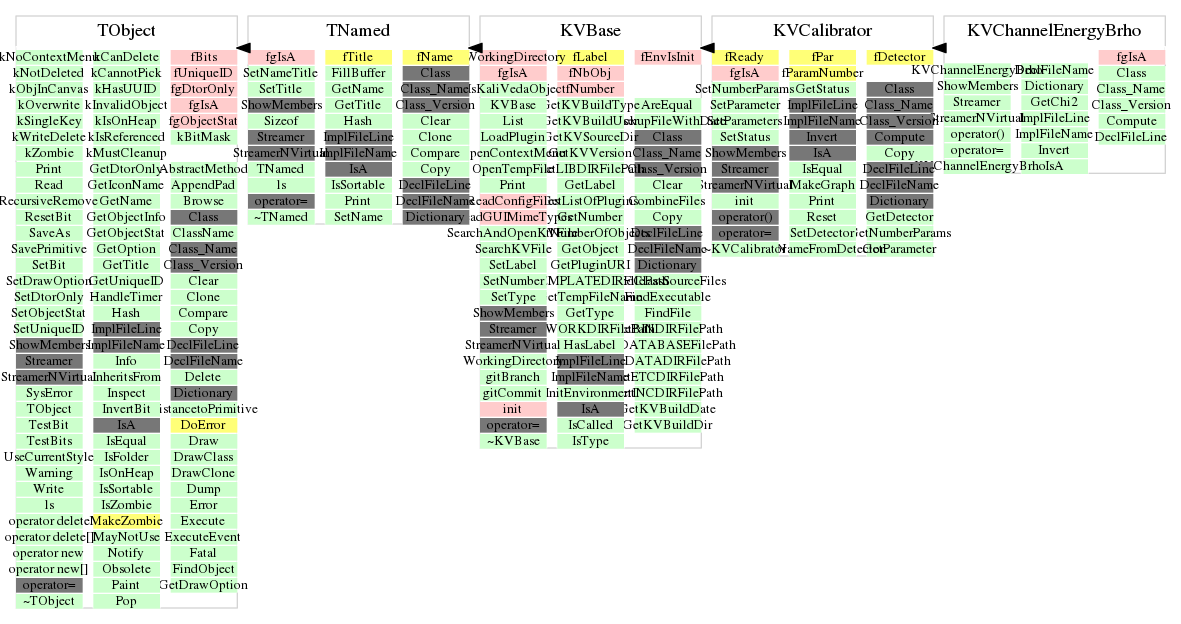 TObject
kNoContextMenu
kNotDeleted
kObjInCanvas
kOverwrite
kSingleKey
kWriteDelete
kZombie
Print
Read
RecursiveRemove
ResetBit
SaveAs
SavePrimitive
SetBit
SetDrawOption
SetDtorOnly
SetObjectStat
SetUniqueID
ShowMembers
Streamer
StreamerNVirtual
SysError
TObject
TestBit
TestBits
UseCurrentStyle
Warning
Write
ls
operator delete
operator delete[]
operator new
operator new[]
operator=
~TObject
kCanDelete
kCannotPick
kHasUUID
kInvalidObject
kIsOnHeap
kIsReferenced
kMustCleanup
GetDtorOnly
GetIconName
GetName
GetObjectInfo
GetObjectStat
GetOption
GetTitle
GetUniqueID
HandleTimer
Hash
ImplFileLine
ImplFileName
Info
InheritsFrom
Inspect
InvertBit
IsA
IsEqual
IsFolder
IsOnHeap
IsSortable
IsZombie
MakeZombie
MayNotUse
Notify
Obsolete
Paint
Pop
fBits
fUniqueID
fgDtorOnly
fgIsA
fgObjectStat
kBitMask
AbstractMethod
AppendPad
Browse
Class
ClassName
Class_Name
Class_Version
Clear
Clone
Compare
Copy
DeclFileLine
DeclFileName
Delete
Dictionary
DistancetoPrimitive
DoError
Draw
DrawClass
DrawClone
Dump
Error
Execute
ExecuteEvent
Fatal
FindObject
GetDrawOption
TNamed
fgIsA
SetNameTitle
SetTitle
ShowMembers
Sizeof
Streamer
StreamerNVirtual
TNamed
ls
operator=
~TNamed
fTitle
FillBuffer
GetName
GetTitle
Hash
ImplFileLine
ImplFileName
IsA
IsSortable
Print
SetName
fName
Class
Class_Name
Class_Version
Clear
Clone
Compare
Copy
DeclFileLine
DeclFileName
Dictionary
KVBase
WorkingDirectory
fgIsA
IsKaliVedaObject
KVBase
List
LoadPlugin
OpenContextMenu
OpenTempFile
Print
ReadConfigFiles
ReadGUIMimeTypes
SearchAndOpenKVFile
SearchKVFile
SetLabel
SetNumber
SetType
ShowMembers
Streamer
StreamerNVirtual
WorkingDirectory
gitBranch
gitCommit
init
operator=
~KVBase
fLabel
fNbObj
fNumber
GetKVBuildType
GetKVBuildUser
GetKVSourceDir
GetKVVersion
GetLIBDIRFilePath
GetLabel
GetListOfPlugins
GetNumber
GetNumberOfObjects
GetObject
GetPluginURI
GetTEMPLATEDIRFilePath
GetTempFileName
GetType
GetWORKDIRFilePath
HasLabel
ImplFileLine
ImplFileName
InitEnvironment
IsA
IsCalled
IsType
fEnvIsInit
AreEqual
BackupFileWithDate
Class
Class_Name
Class_Version
Clear
CombineFiles
Copy
DeclFileLine
DeclFileName
Dictionary
FindClassSourceFiles
FindExecutable
FindFile
GetBINDIRFilePath
GetDATABASEFilePath
GetDATADIRFilePath
GetETCDIRFilePath
GetINCDIRFilePath
GetKVBuildDate
GetKVBuildDir
KVCalibrator
fReady
fgIsA
SetNumberParams
SetParameter
SetParameters
SetStatus
ShowMembers
Streamer
StreamerNVirtual
init
operator()
operator=
~KVCalibrator
fPar
fParamNumber
GetStatus
ImplFileLine
ImplFileName
Invert
IsA
IsEqual
MakeGraph
Print
Reset
SetDetector
SetNameFromDetector
fDetector
Class
Class_Name
Class_Version
Compute
Copy
DeclFileLine
DeclFileName
Dictionary
GetDetector
GetNumberParams
GetParameter
KVChannelEnergyBrho
KVChannelEnergyBrho
ShowMembers
Streamer
StreamerNVirtual
operator()
operator=
~KVChannelEnergyBrho
DeclFileName
Dictionary
GetChi2
ImplFileLine
ImplFileName
Invert
IsA
fgIsA
Class
Class_Name
Class_Version
Compute
DeclFileLine